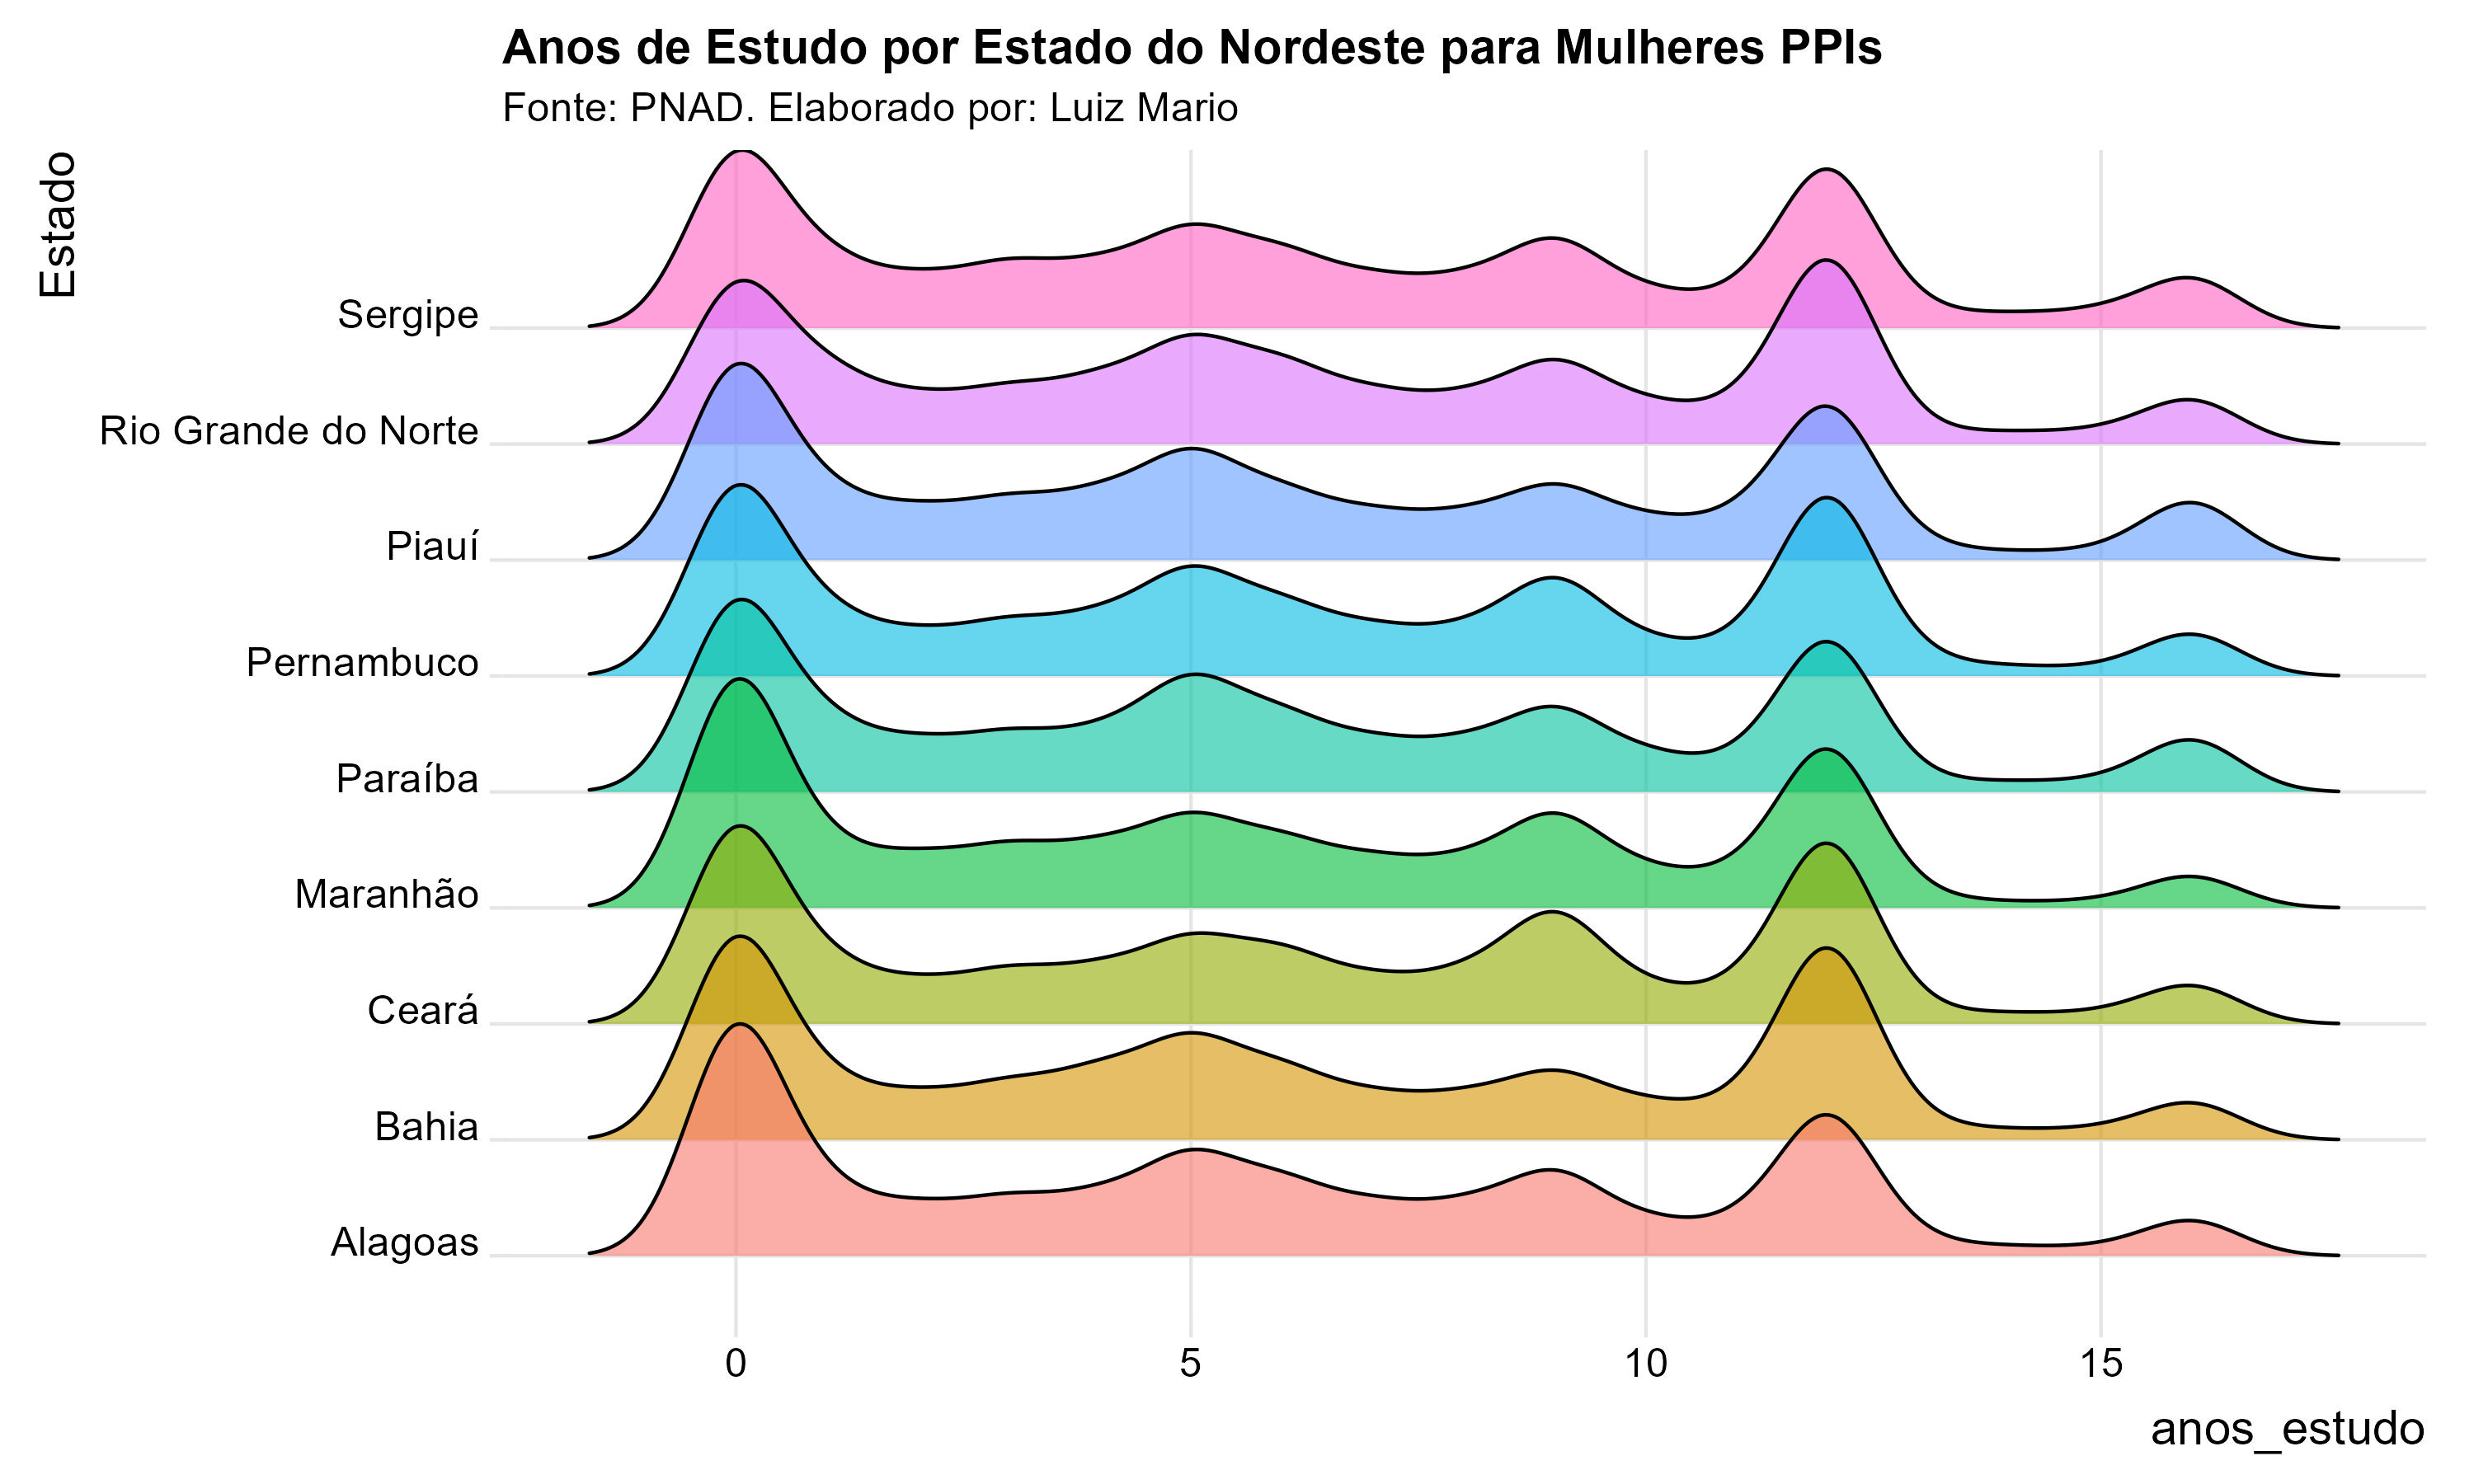 Anos de Estudo por Estado do Nordeste para Mulheres PPIs
Fonte: PNAD. Elaborado por: Luiz Mario
Estado
Sergipe
Rio Grande do Norte
Piauí
Pernambuco
Paraíba
Maranhão
Ceará
Bahia
Alagoas
0 5 10 15
anos_estudo